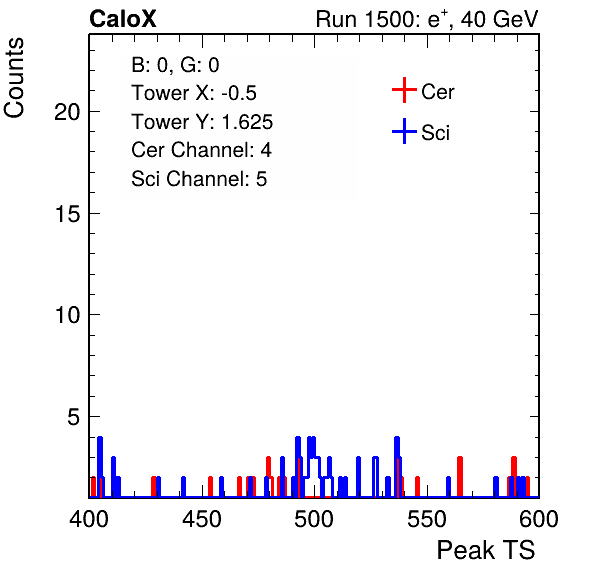 CaloX Run 1500: e+, 40 GeV
Counts
B: 0, G: 0
Tower X: -0.5
Tower Y: 1.625
Cer Channel: 4
Sci Channel: 5
Cer
Sci
20
15
10
5
400 450 500 550 600
Peak TS